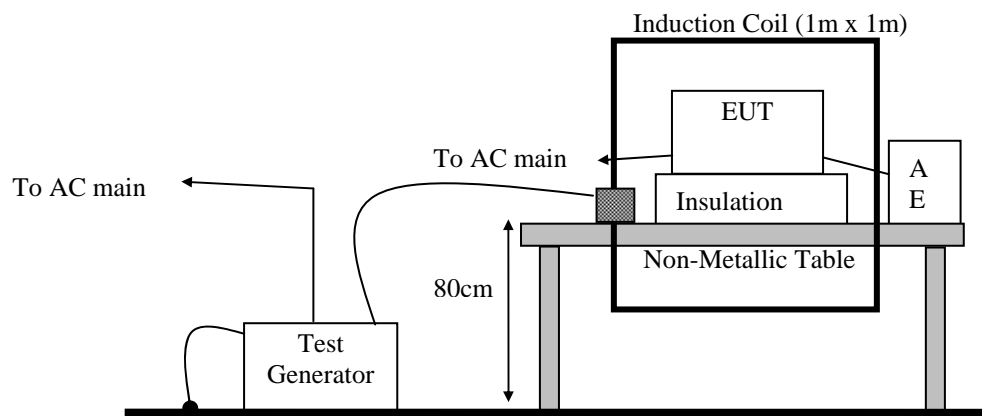 Induction Coil (1m x 1m)
EUT
To AC main
A
E
To AC main
Insulation
Non-Metallic Table
80cm
Test
Generator